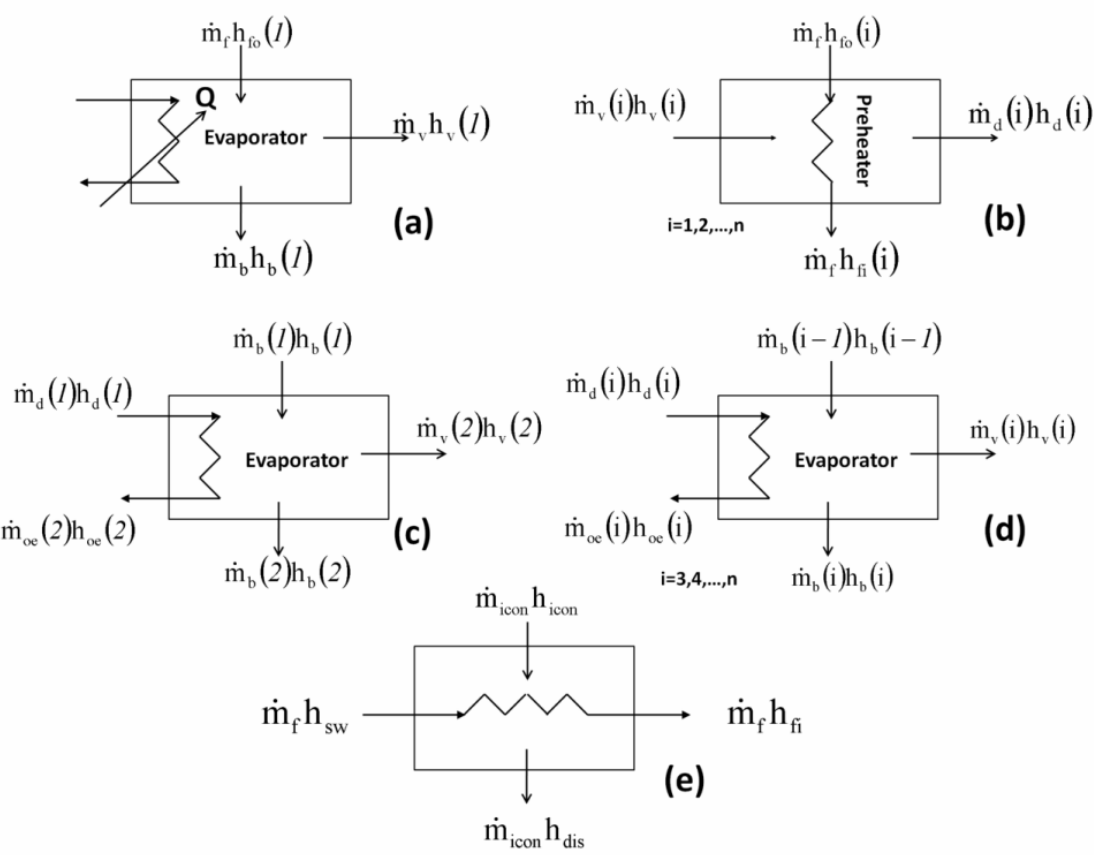 ṁ_f h_fo (1)
Q
Evaporator
ṁ_v h_v (1)
ṁ_b h_b (1)
(a)
ṁ_f h_fo (i)
ṁ_v (i) h_v (i)
Preheater
ṁ_d (i) h_d (i)
i=1,2,...,n
ṁ_f h_fi (i)
(b)
ṁ_b (1) h_b (1)
ṁ_d (1) h_d (1)
Evaporator
ṁ_v (2) h_v (2)
ṁ_oe (2) h_oe (2)
ṁ_b (2) h_b (2)
(c)
ṁ_b (i-1) h_b (i-1)
ṁ_d (i) h_d (i)
Evaporator
ṁ_v (i) h_v (i)
ṁ_oe (i) h_oe (i)
i=3,4,...,n
ṁ_b (i) h_b (i)
(d)
ṁ_icon h_icon
ṁ_f h_sw
ṁ_f h_fi
ṁ_icon h_dis
(e)